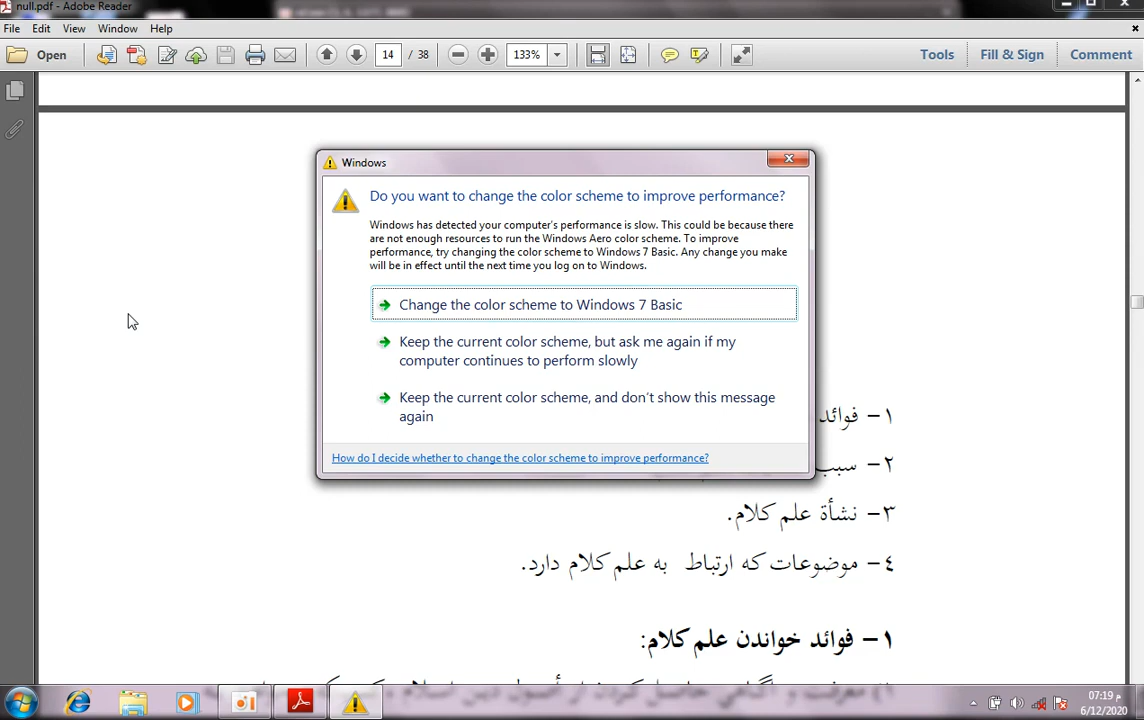 null.pdf - Adobe Reader
File Edit View Window Help
Open 14 / 38 133% Tools Fill & Sign Comment
Windows
Do you want to change the color scheme to improve performance?
Windows has detected your computer's performance is slow. This could be because there
are not enough resources to run the Windows Aero color scheme. To improve
performance, try changing the color scheme to Windows 7 Basic. Any change you make
will be in effect until the next time you log on to Windows.
Change the color scheme to Windows 7 Basic
Keep the current color scheme, but ask me again if my
computer continues to perform slowly
Keep the current color scheme, and don't show this message
again
How do I decide whether to change the color scheme to improve performance?
١- فوائد
٢- سبب
٣- نشأة علم کلام.
٤- موضوعات که ارتباط به علم کلام دارد.
١- فوائد خواندن علم کلام:
07:19 م
6/12/2020